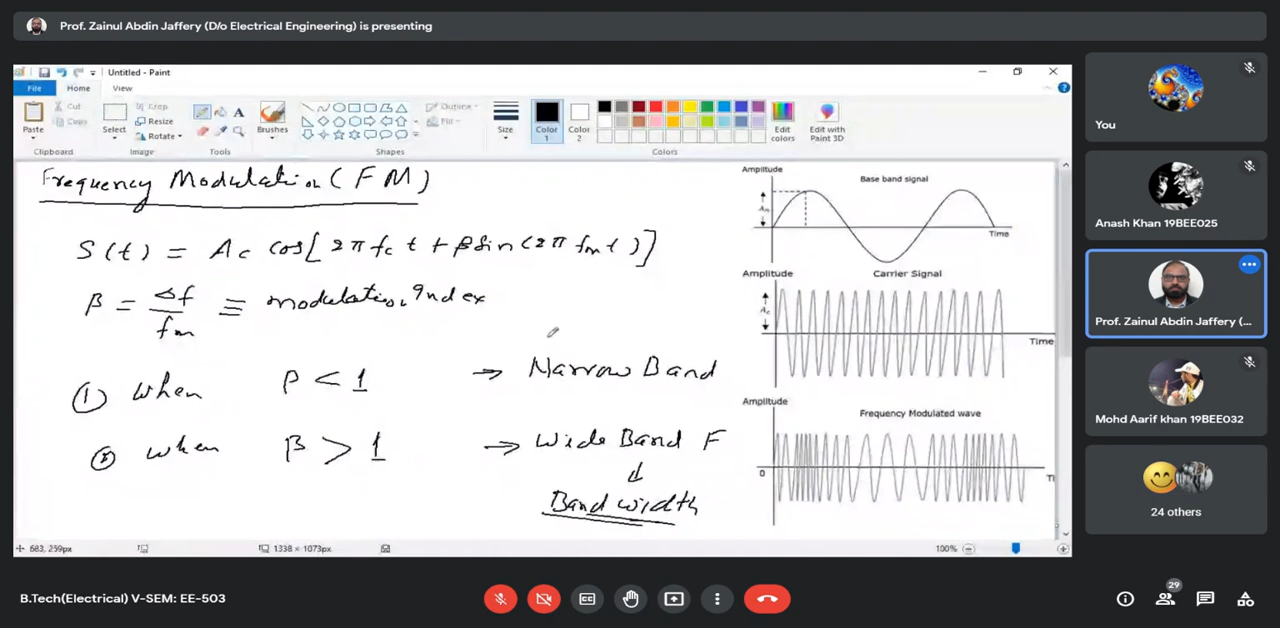 Prof. Zainul Abdin Jaffery (D/o Electrical Engineering) is presenting
Untitled - Paint
File
Home
View
Paste
Cut
Copy
Clipboard
Select
Crop
Resize
Rotate
Image
Tools
Brushes
Outline
Fill
Shapes
Size
Color 1
Color 2
Edit colors
Edit with Paint 3D
Colors
Frequency Modulation (FM)
S(t) = Ac cos[2πfc t + β sin(2π fm t)]
β = Δf / fm ≡ modulation Index
① when β < 1 → Narrow Band
② when β > 1 → Wide Band F
↓
Band width
Amplitude
Base band signal
Am
Time
Amplitude
Carrier Signal
Ac
Time
Amplitude
Frequency Modulated wave
0
Ti
683, 259px
1338 × 1073px
100%
You
Anash Khan 19BEE025
Prof. Zainul Abdin Jaffery (...
Mohd Aarif khan 19BEE032
24 others
B.Tech(Electrical) V-SEM: EE-503
29